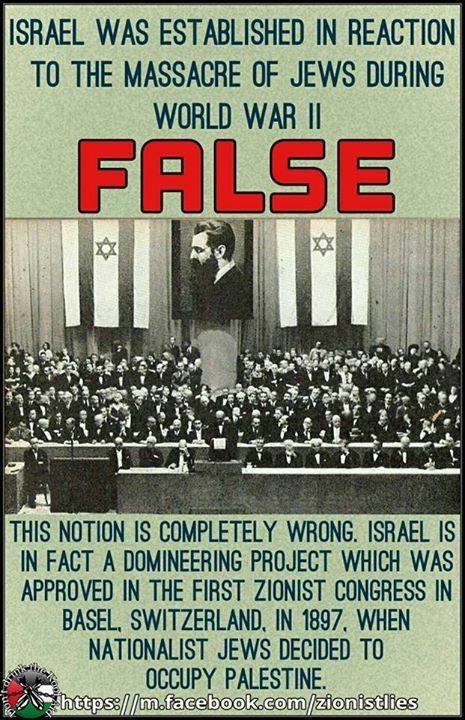 ISRAEL WAS ESTABLISHED IN REACTION
TO THE MASSACRE OF JEWS DURING
WORLD WAR II
FALSE
THIS NOTION IS COMPLETELY WRONG. ISRAEL IS
IN FACT A DOMINEERING PROJECT WHICH WAS
APPROVED IN THE FIRST ZIONIST CONGRESS IN
BASEL, SWITZERLAND, IN 1897, WHEN
NATIONALIST JEWS DECIDED TO
OCCUPY PALESTINE.
https://m.facebook.com/zionistlies